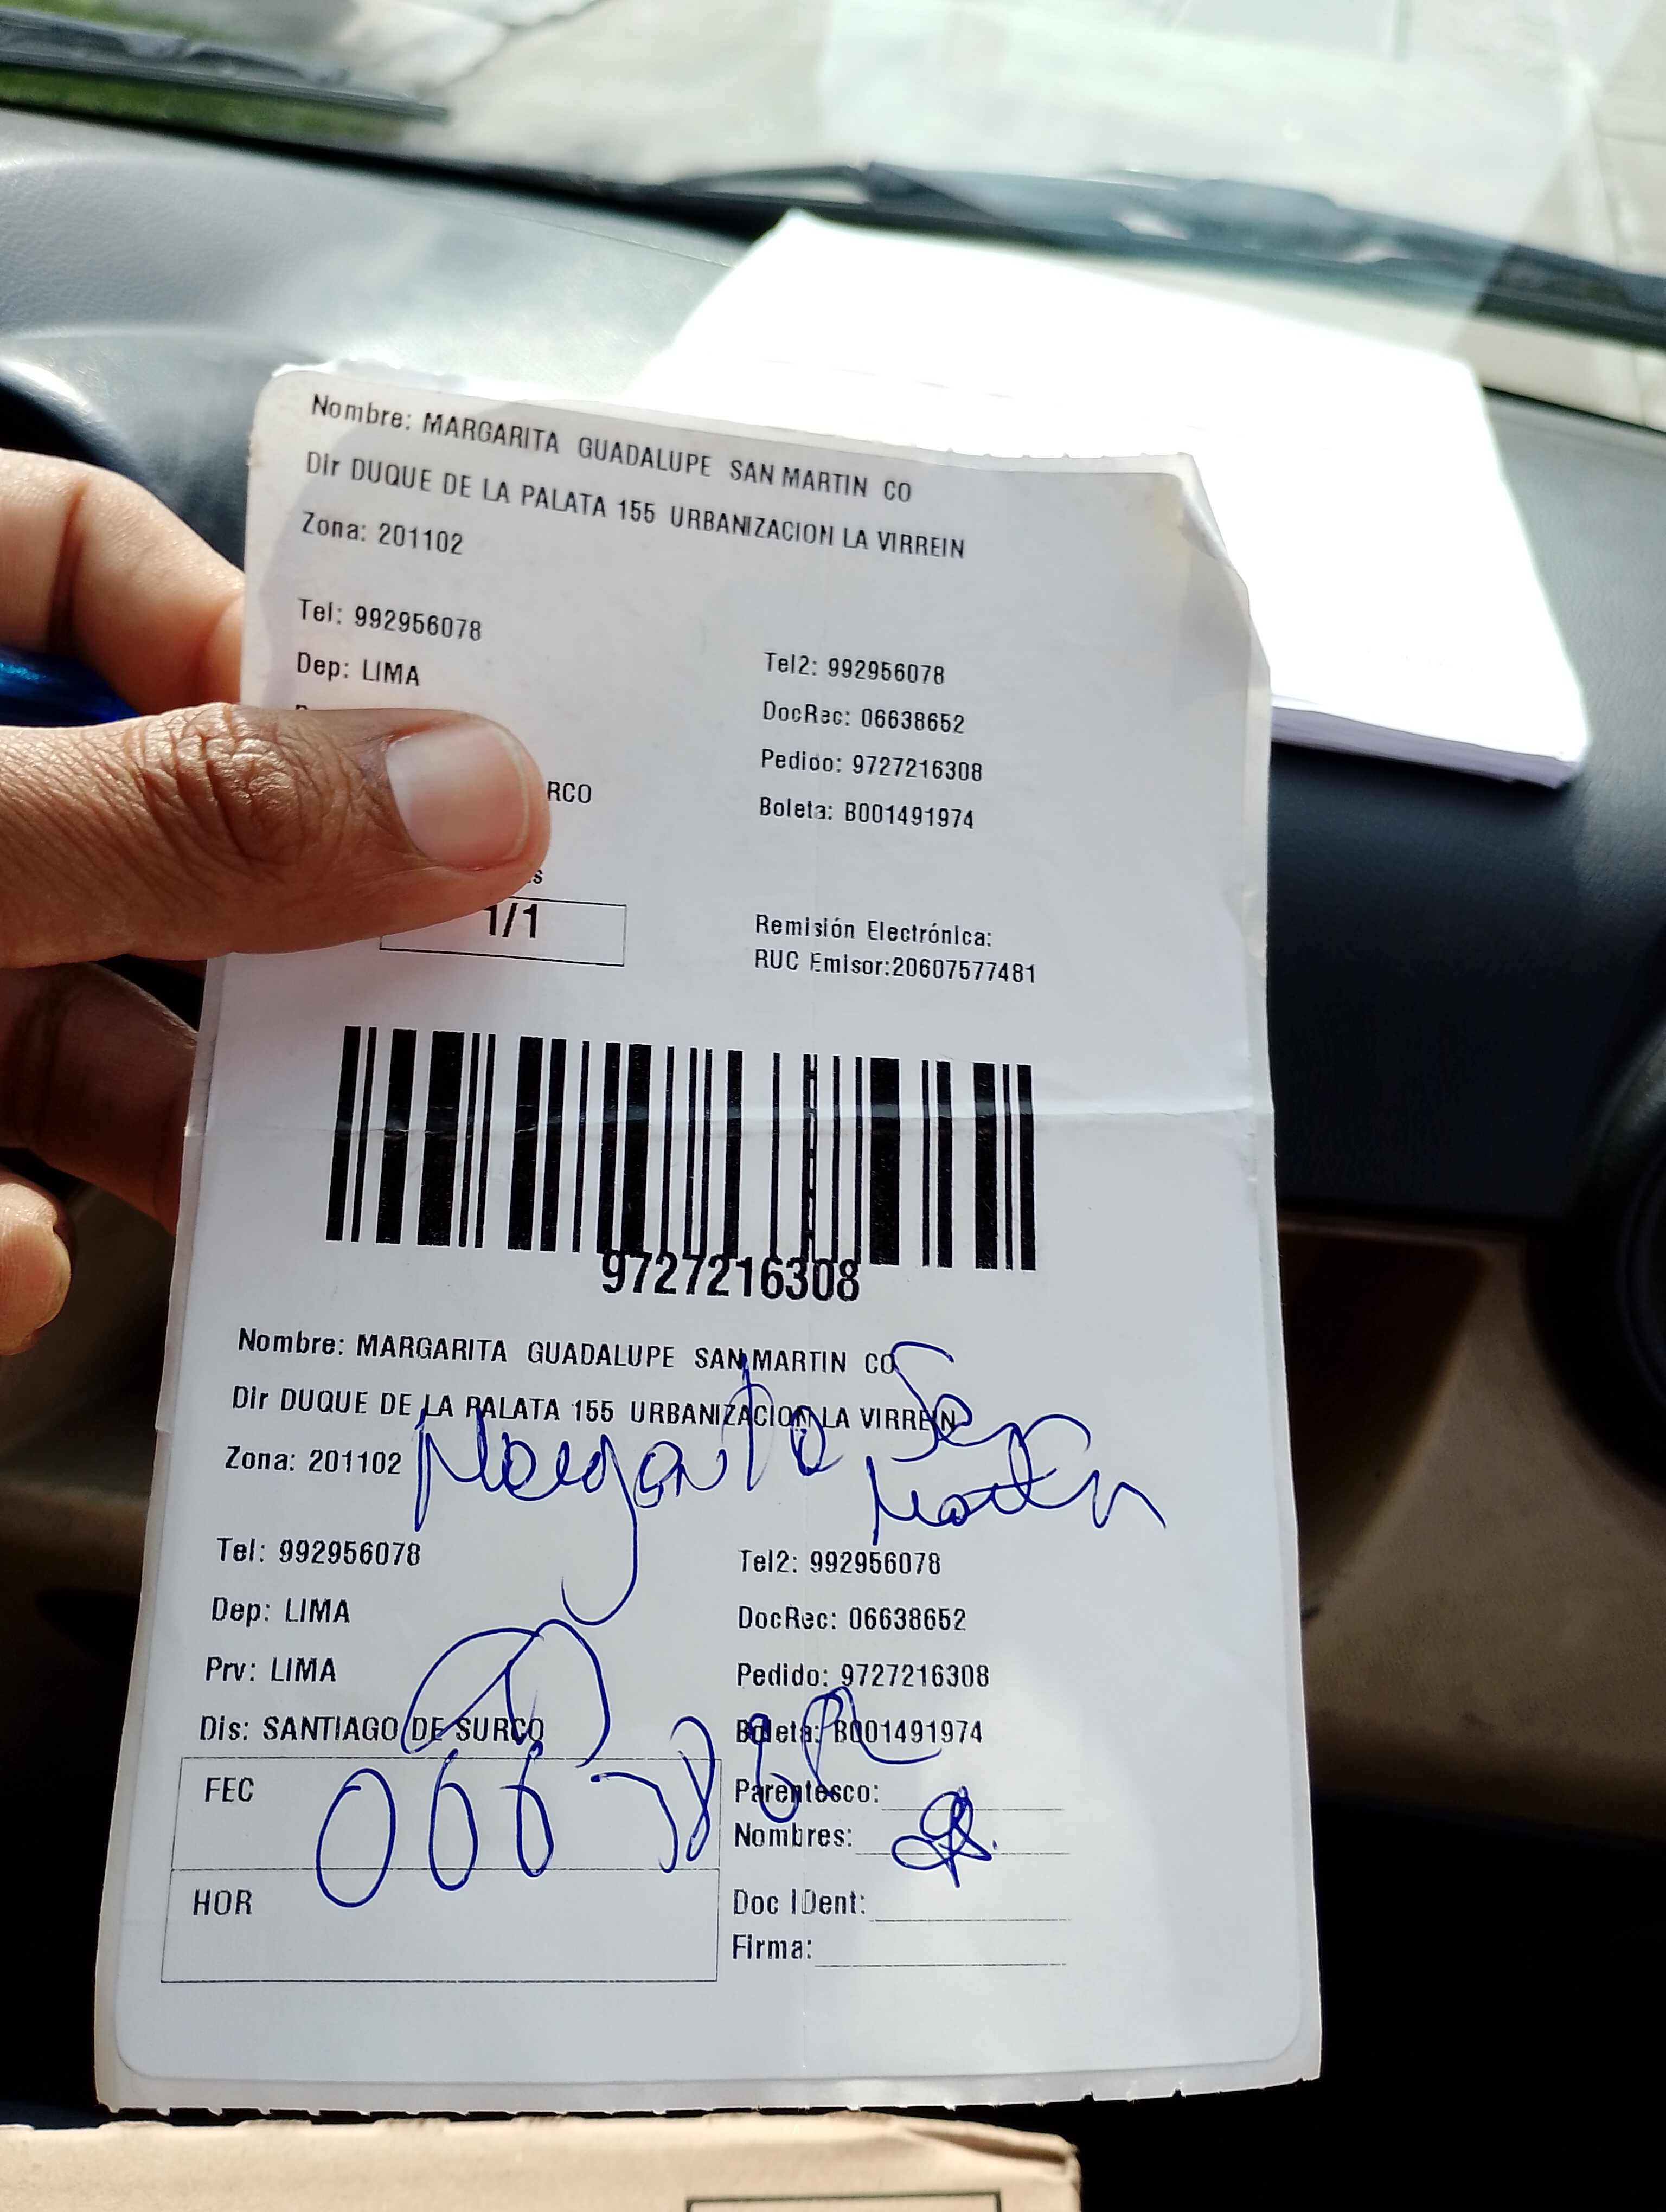 Nombre: MARGARITA GUADALUPE SAN MARTIN CO
Dir DUQUE DE LA PALATA 155 URBANIZACION LA VIRREIN
Zona: 201102
Tel: 992956078
Tel2: 992956078
Dep: LIMA
DocRec: 06638652
Pedido: 9727216308
RCO
Boleta: B001491974
s
1/1
Remisión Electrónica:
RUC Emisor:20607577481
9727216308
Nombre: MARGARITA GUADALUPE SAN MARTIN CO
Dir DUQUE DE LA PALATA 155 URBANIZACION LA VIRREIN
Zona: 201102
Margarita San
Martin
Tel: 992956078
Tel2: 992956078
Dep: LIMA
DocRec: 06638652
Prv: LIMA
Pedido: 9727216308
Dis: SANTIAGO DE SURCO
Boleta: B001491974
FEC
Parentesco:
Nombres:
HOR
Doc IDent:
Firma: